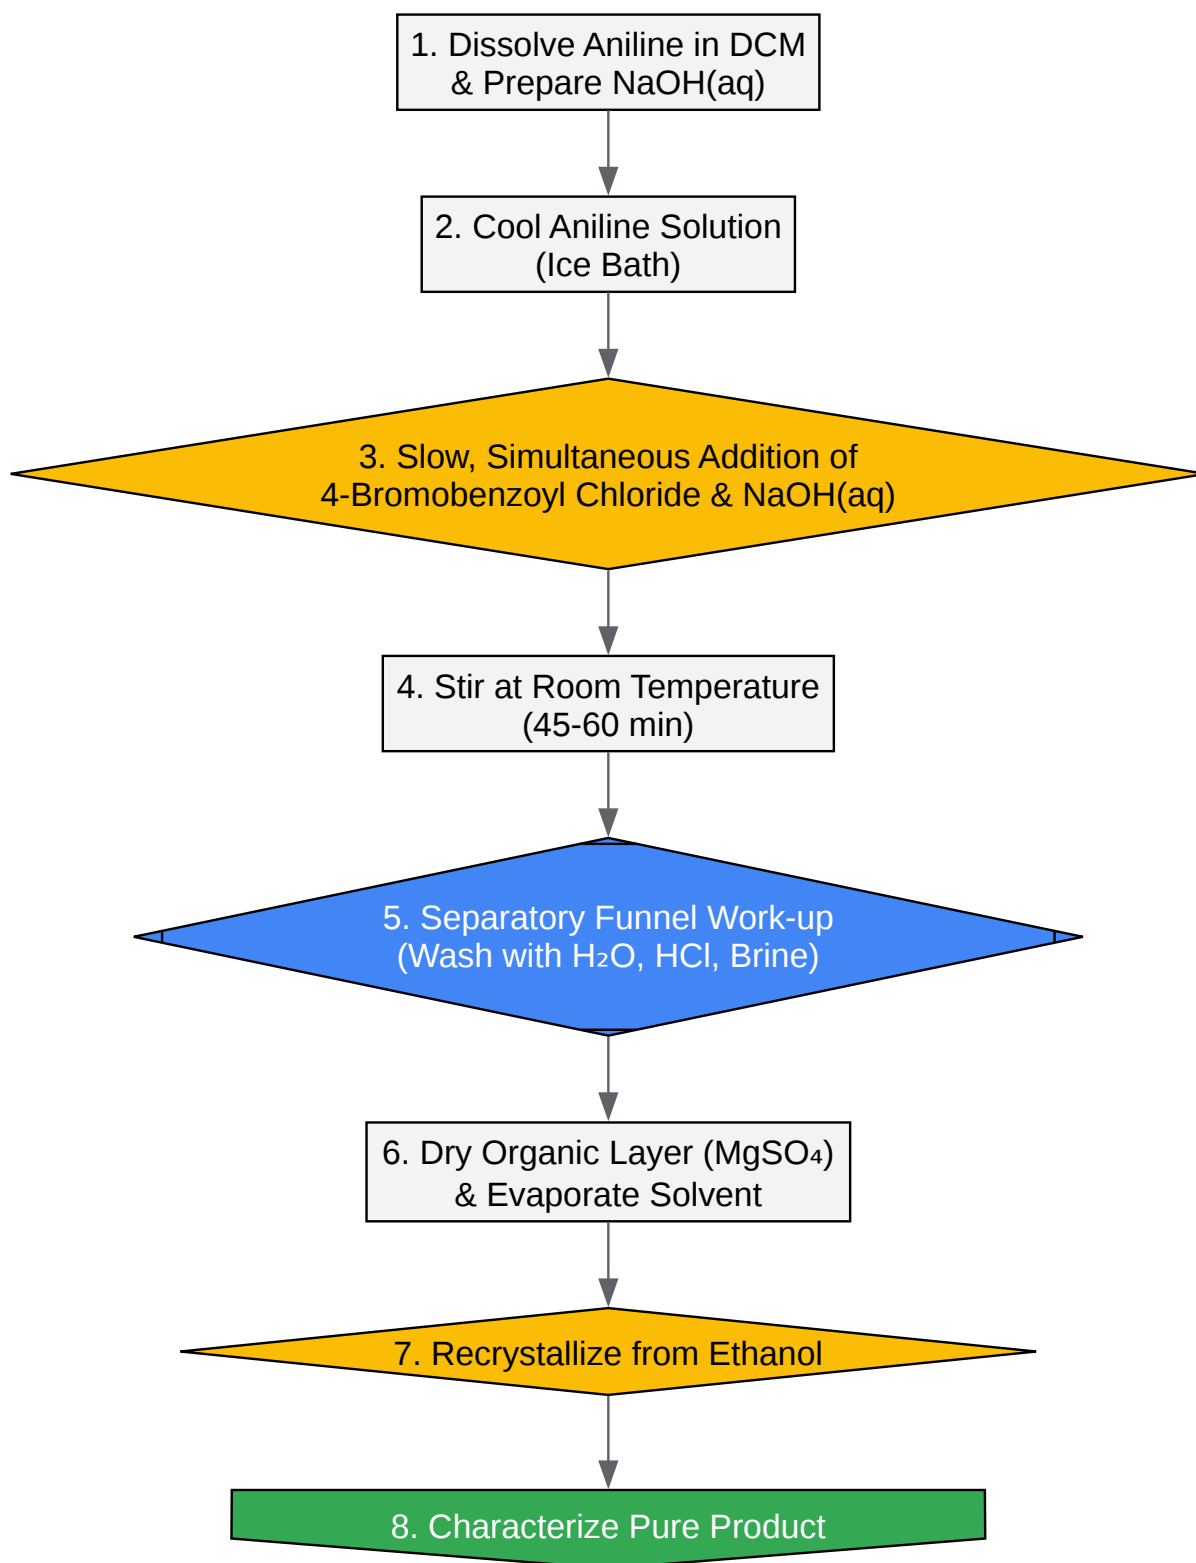 1. Dissolve Aniline in DCM
& Prepare NaOH(aq)
2. Cool Aniline Solution
(Ice Bath)
3. Slow, Simultaneous Addition of
4-Bromobenzoyl Chloride & NaOH(aq)
4. Stir at Room Temperature
(45-60 min)
5. Separatory Funnel Work-up
(Wash with H₂O, HCl, Brine)
6. Dry Organic Layer (MgSO₄)
& Evaporate Solvent
7. Recrystallize from Ethanol
8. Characterize Pure Product